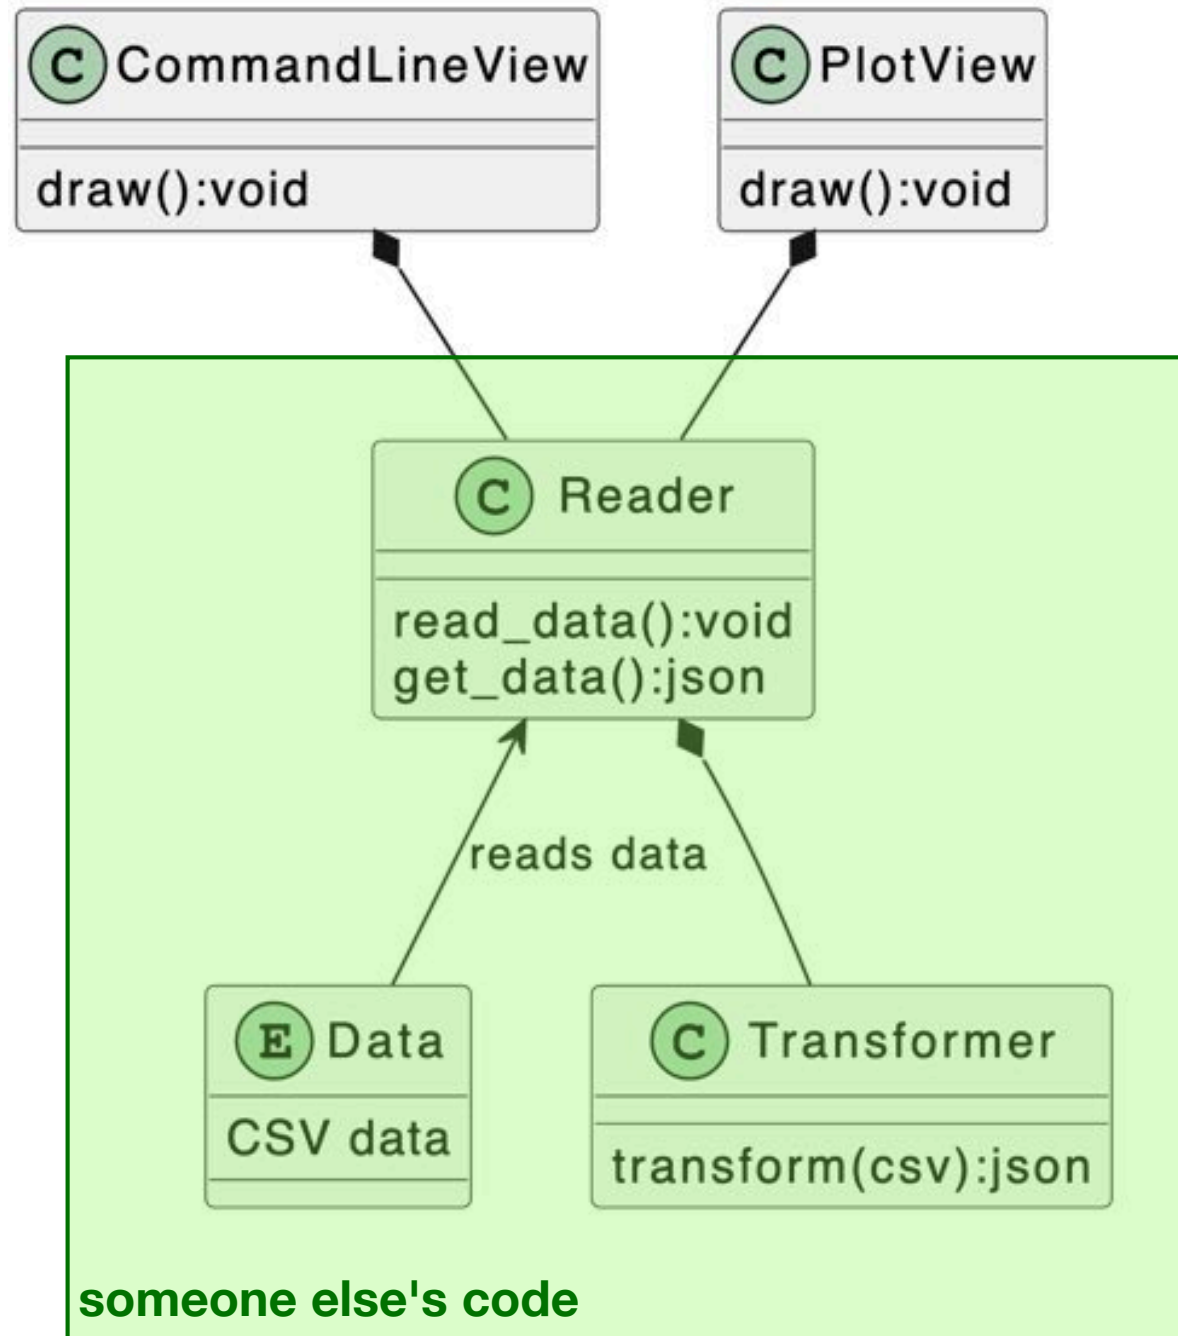 C CommandLineView
draw():void
C PlotView
draw():void
C Reader
read_data():void
get_data():json
reads data
E Data
CSV data
C Transformer
transform(csv):json
someone else's code